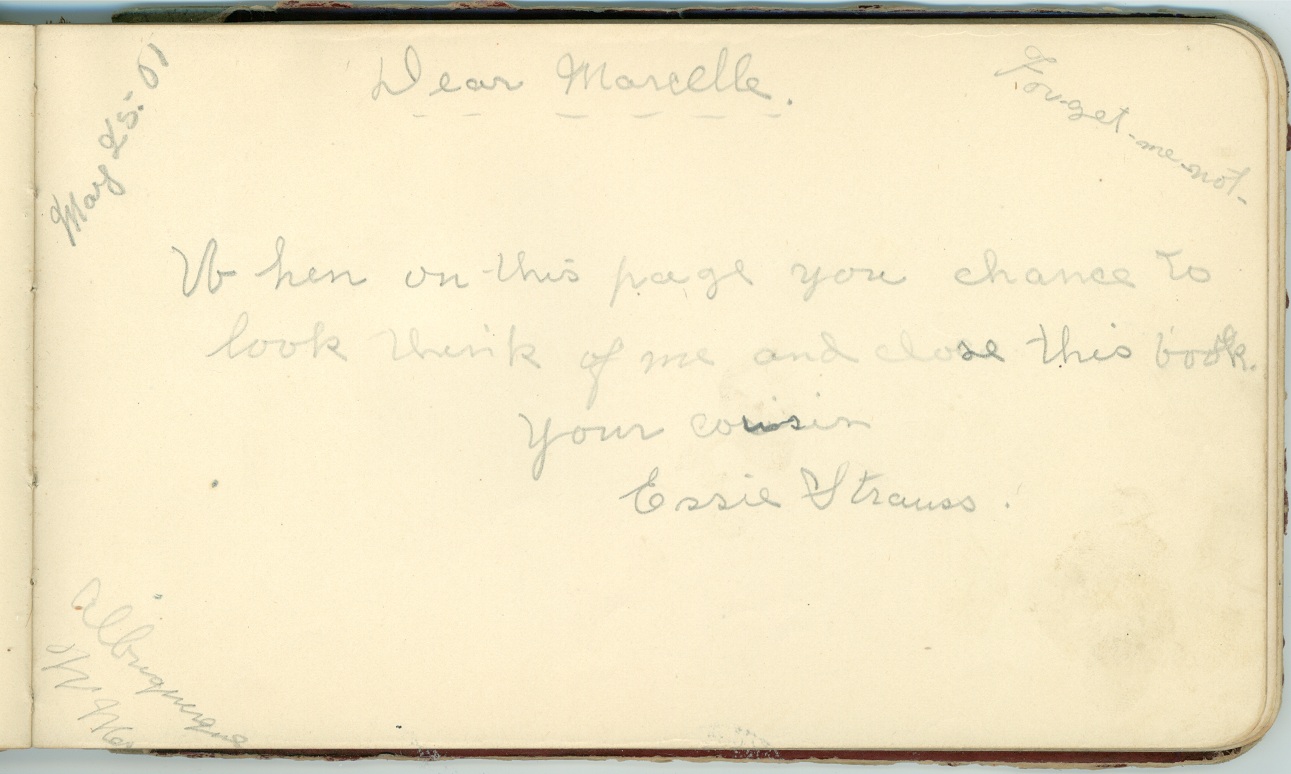 May 25. 01
Dear Marcelle.
Forget-me-not-
When on this page you chance to
look think of me and close this book.
Your cousin
Essie Strauss.
Albuquerque
N. Mex